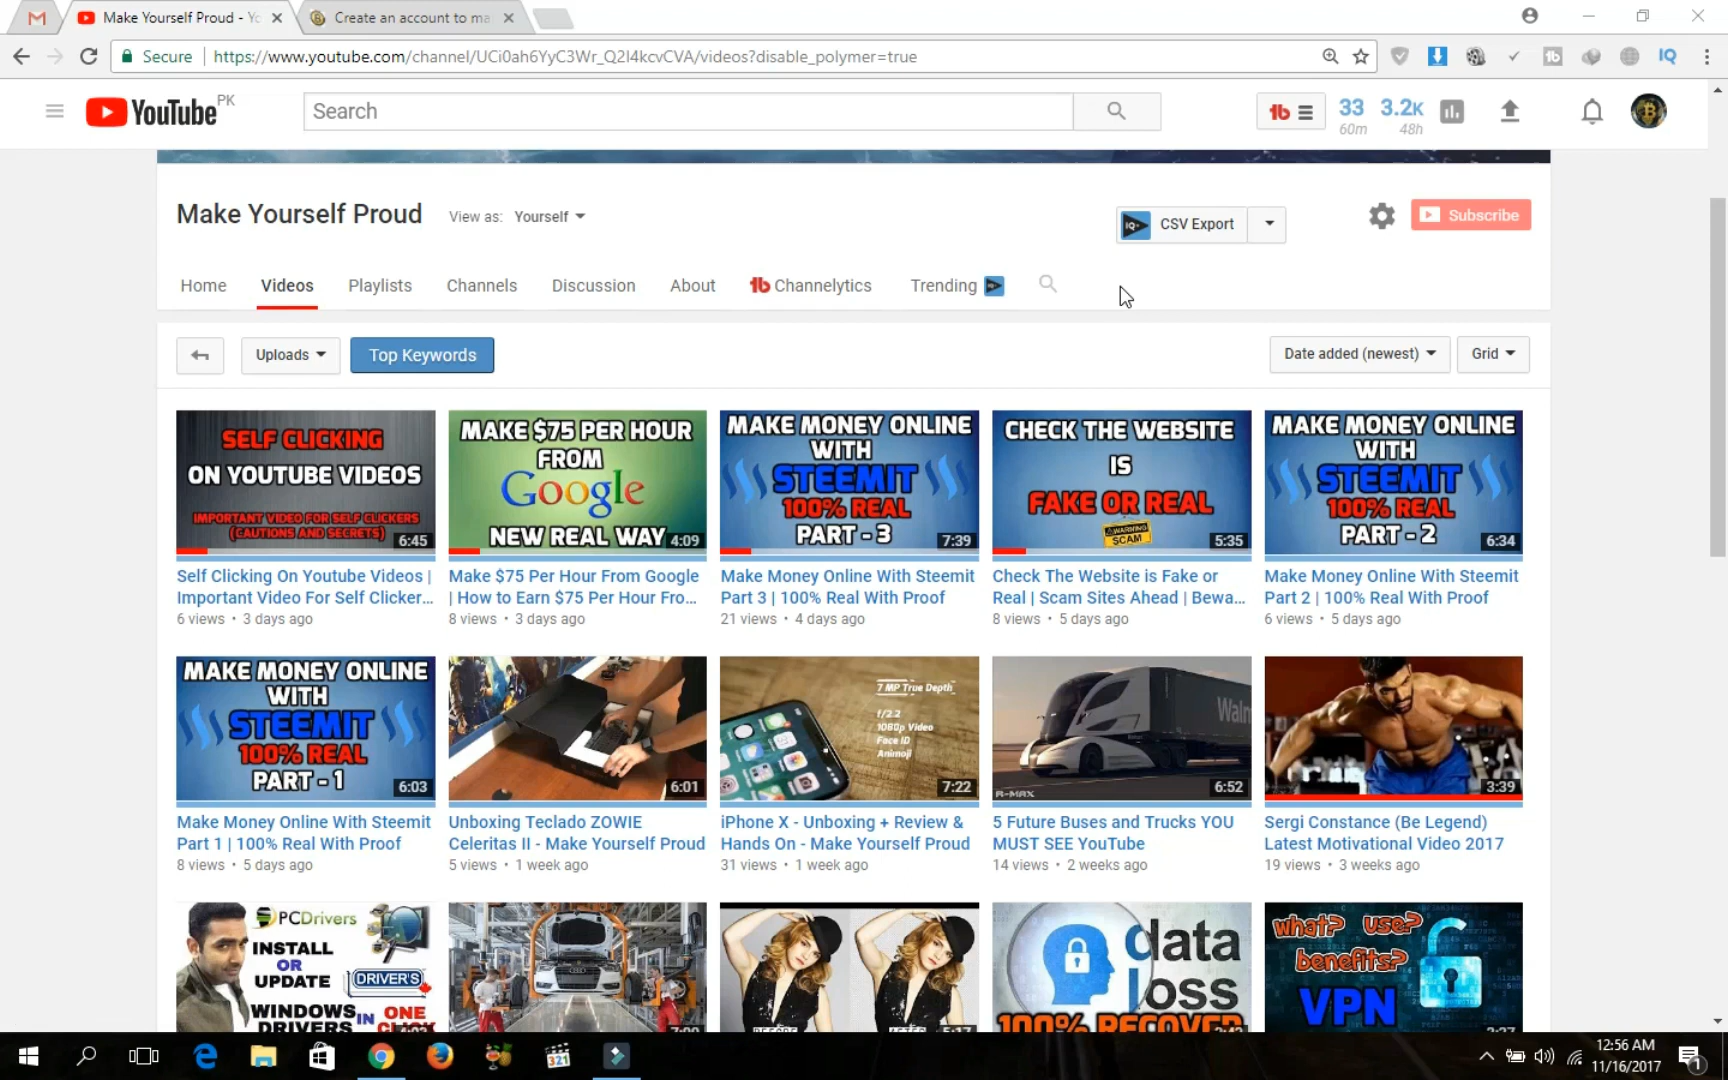 Make Yourself Proud - Yo
Create an account to ma
Secure
https://www.youtube.com/channel/UCi0ah6YyC3Wr_Q2I4kcvCVA/videos?disable_polymer=true
IQ
YouTube PK
Search
tb
33
60m
3.2K
48h
Make Yourself Proud
View as: Yourself
IQ+
CSV Export
Subscribe
Home
Videos
Playlists
Channels
Discussion
About
tb Channelytics
Trending
Uploads
Top Keywords
Date added (newest)
Grid
SELF CLICKING
ON YOUTUBE VIDEOS
IMPORTANT VIDEO FOR SELF CLICKERS
(CAUTIONS AND SECRETS)
6:45
Self Clicking On Youtube Videos |
Important Video For Self Clicker...
6 views • 3 days ago
MAKE $75 PER HOUR
FROM
Google
NEW REAL WAY
4:09
Make $75 Per Hour From Google
| How to Earn $75 Per Hour Fro...
8 views • 3 days ago
MAKE MONEY ONLINE
WITH
STEEMIT
100% REAL
PART - 3
7:39
Make Money Online With Steemit
Part 3 | 100% Real With Proof
21 views • 4 days ago
CHECK THE WEBSITE
IS
FAKE OR REAL
WARNING
SCAM
5:35
Check The Website is Fake or
Real | Scam Sites Ahead | Bewa...
8 views • 5 days ago
MAKE MONEY ONLINE
WITH
STEEMIT
100% REAL
PART - 2
6:34
Make Money Online With Steemit
Part 2 | 100% Real With Proof
6 views • 5 days ago
MAKE MONEY ONLINE
WITH
STEEMIT
100% REAL
PART - 1
6:03
Make Money Online With Steemit
Part 1 | 100% Real With Proof
8 views • 5 days ago
6:01
Unboxing Teclado ZOWIE
Celeritas II - Make Yourself Proud
5 views • 1 week ago
7 MP True Depth
f/2.2
1080p Video
Face ID
Animoji
7:22
iPhone X - Unboxing + Review &
Hands On - Make Yourself Proud
31 views • 1 week ago
Walm
R-MAX
6:52
5 Future Buses and Trucks YOU
MUST SEE YouTube
14 views • 2 weeks ago
3:39
Sergi Constance (Be Legend)
Latest Motivational Video 2017
19 views • 3 weeks ago
PCDrivers
INSTALL
OR
UPDATE
DRIVER'S
WINDOWS IN ONE
DRIVERS CLICK
data
loss
100% RECOVER
what? use?
benefits?
VPN
321
12:56 AM
11/16/2017
1